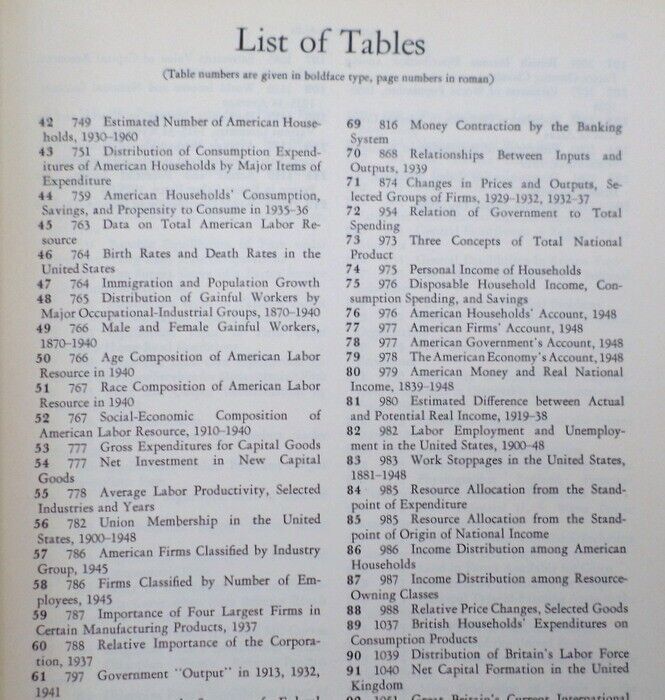 List of Tables
(Table numbers are given in boldface type, page numbers in roman)
42 749 Estimated Number of American House-
holds, 1930–1960
43 751 Distribution of Consumption Expend-
itures of American Households by Major Items of
Expenditure
44 759 American Households' Consumption,
Savings, and Propensity to Consume in 1935–36
45 763 Data on Total American Labor Re-
source
46 764 Birth Rates and Death Rates in the
United States
47 764 Immigration and Population Growth
48 765 Distribution of Gainful Workers by
Major Occupational-Industrial Groups, 1870–1940
49 766 Male and Female Gainful Workers,
1870–1940
50 766 Age Composition of American Labor
Resource in 1940
51 767 Race Composition of American Labor
Resource in 1940
52 767 Social-Economic Composition of
American Labor Resource, 1910–1940
53 777 Gross Expenditures for Capital Goods
54 777 Net Investment in New Capital
Goods
55 778 Average Labor Productivity, Selected
Industries and Years
56 782 Union Membership in the United
States, 1900–1948
57 786 American Firms Classified by Industry
Group, 1945
58 786 Firms Classified by Number of Em-
ployees, 1945
59 787 Importance of Four Largest Firms in
Certain Manufacturing Products, 1937
60 788 Relative Importance of the Corpora-
tion, 1937
61 797 Government "Output" in 1913, 1932,
1941
69 816 Money Contraction by the Banking
System
70 868 Relationships Between Inputs and
Outputs, 1939
71 874 Changes in Prices and Outputs, Se-
lected Groups of Firms, 1929–1932, 1932–37
72 954 Relation of Government to Total
Spending
73 973 Three Concepts of Total National
Product
74 975 Personal Income of Households
75 976 Disposable Household Income, Con-
sumption Spending, and Savings
76 976 American Households' Account, 1948
77 977 American Firms' Account, 1948
78 977 American Government's Account, 1948
79 978 The American Economy's Account, 1948
80 979 American Money and Real National
Income, 1839–1948
81 980 Estimated Difference between Actual
and Potential Real Income, 1919–38
82 982 Labor Employment and Unemploy-
ment in the United States, 1900–48
83 983 Work Stoppages in the United States,
1881–1948
84 985 Resource Allocation from the Stand-
point of Expenditure
85 985 Resource Allocation from the Stand-
point of Origin of National Income
86 986 Income Distribution among American
Households
87 987 Income Distribution among Resource-
Owning Classes
88 988 Relative Price Changes, Selected Goods
89 1037 British Households' Expenditures on
Consumption Products
90 1039 Distribution of Britain's Labor Force
91 1040 Net Capital Formation in the United
Kingdom